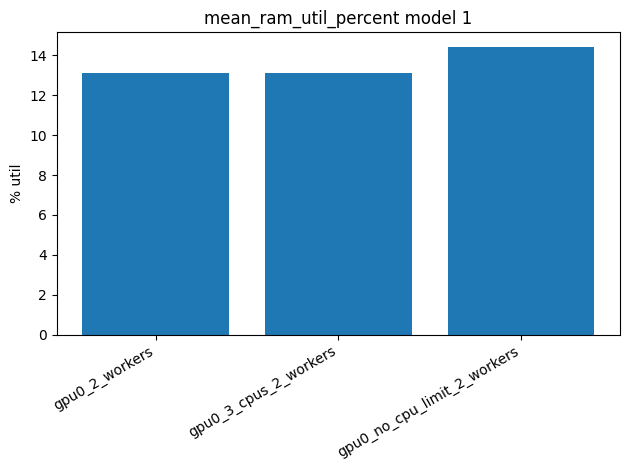 mean_ram_util_percent model 1
14
12
10
8
6
4
2
0
% util
gpu0_2_workers
gpu0_3_cpus_2_workers
gpu0_no_cpu_limit_2_workers